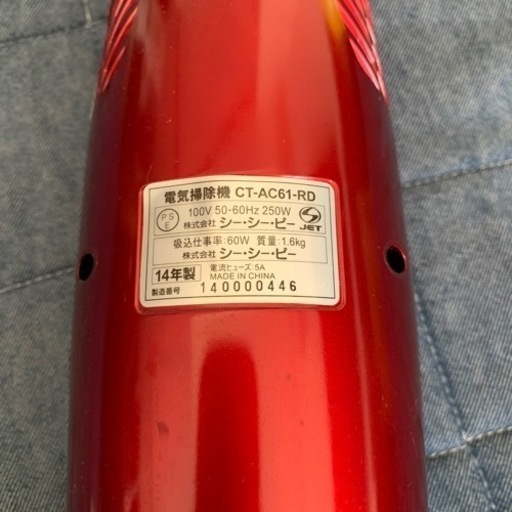 電気掃除機 CT-AC61-RD
PS
E
100V 50-60Hz 250W
株式会社 シー・シー・ピー
JET
吸込仕事率:60W 質量:1.6kg
株式会社 シー・シー・ピー
14年製
電流ヒューズ:5A
MADE IN CHINA
製造番号 140000446